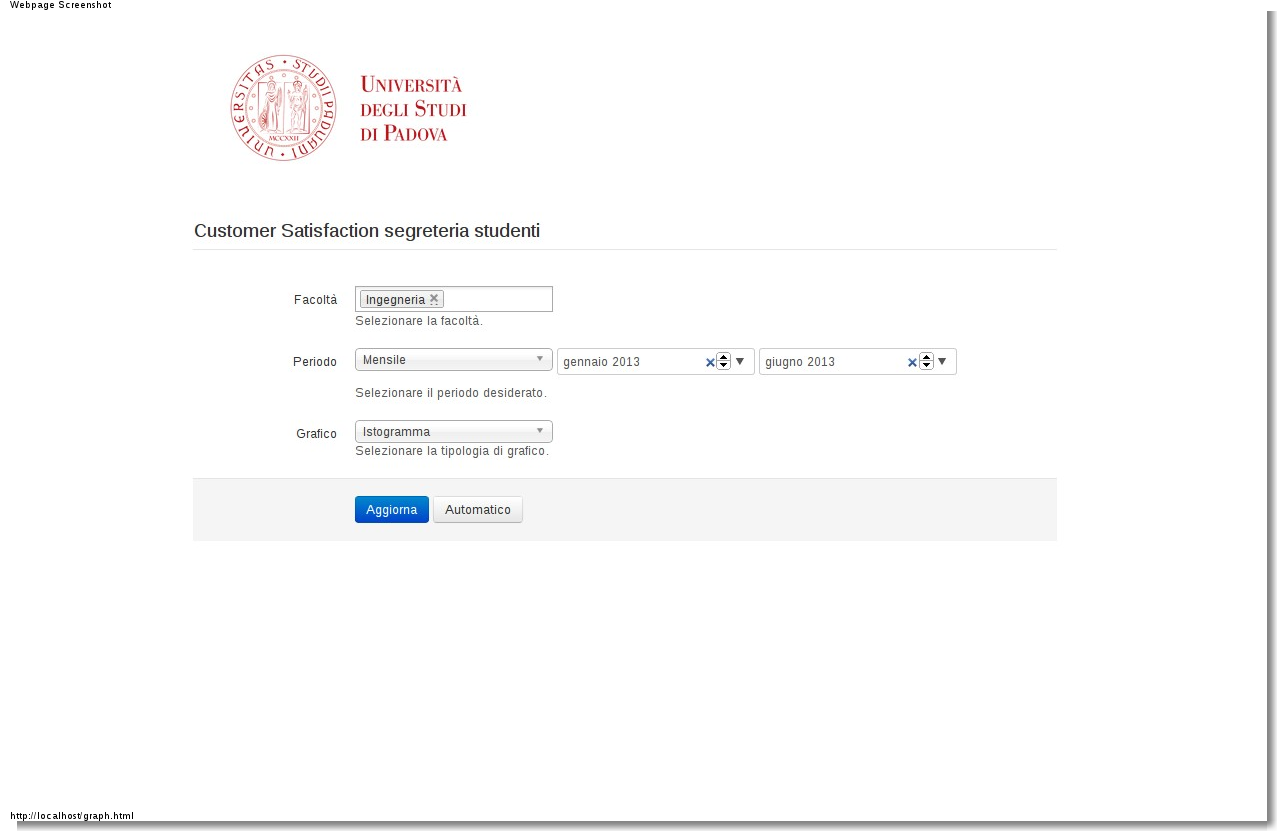 Webpage Screenshot
UNIVERSITAS STUDII PADUANI
MCCXXII
Università
degli Studi
di Padova
Customer Satisfaction segreteria studenti
Facoltà
Ingegneria
Selezionare la facoltà.
Periodo
Mensile
gennaio 2013
giugno 2013
Selezionare il periodo desiderato.
Grafico
Istogramma
Selezionare la tipologia di grafico.
Aggiorna
Automatico
http://localhost/graph.html